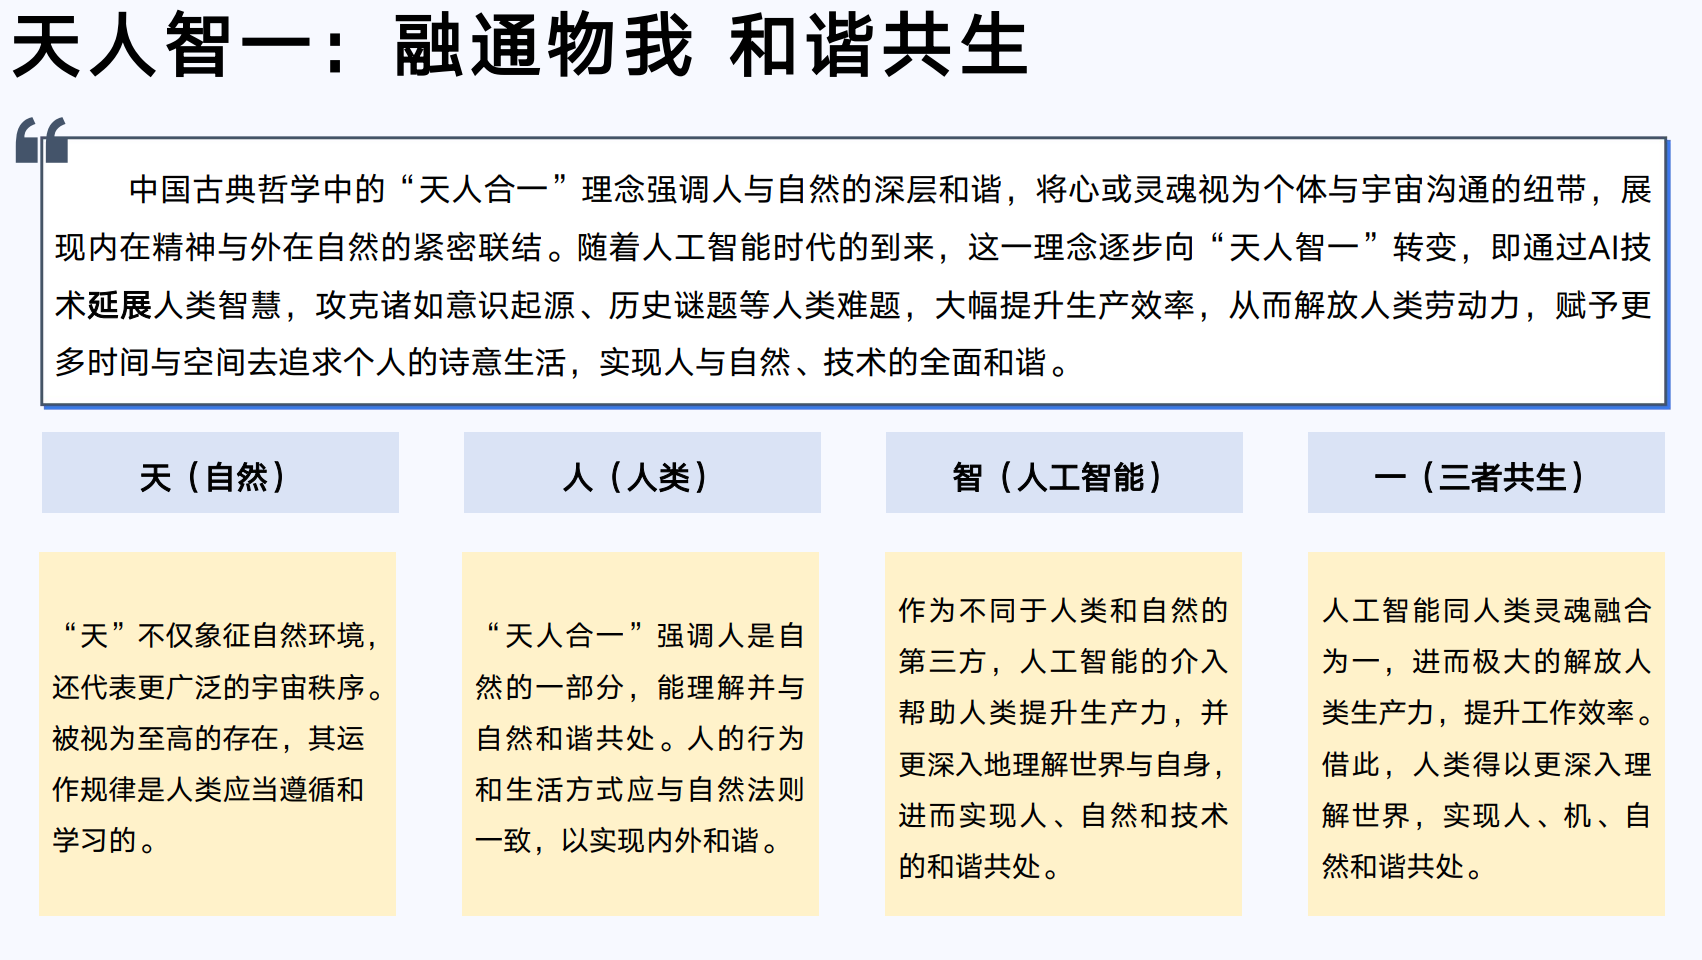 天人智一：融通物我 和谐共生
中国古典哲学中的“天人合一”理念强调人与自然的深层和谐，将心或灵魂视为个体与宇宙沟通的纽带，展
现内在精神与外在自然的紧密联结。随着人工智能时代的到来，这一理念逐步向“天人智一”转变，即通过AI技
术延展人类智慧，攻克诸如意识起源、历史谜题等人类难题，大幅提升生产效率，从而解放人类劳动力，赋予更
多时间与空间去追求个人的诗意生活，实现人与自然、技术的全面和谐。
天（自然）
“天”不仅象征自然环境，
还代表更广泛的宇宙秩序。
被视为至高的存在，其运
作规律是人类应当遵循和
学习的。
人（人类）
“天人合一”强调人是自
然的一部分，能理解并与
自然和谐共处。人的行为
和生活方式应与自然法则
一致，以实现内外和谐。
智（人工智能）
作为不同于人类和自然的
第三方，人工智能的介入
帮助人类提升生产力，并
更深入地理解世界与自身，
进而实现人、自然和技术
的和谐共处。
一（三者共生）
人工智能同人类灵魂融合
为一，进而极大的解放人
类生产力，提升工作效率。
借此，人类得以更深入理
解世界，实现人、机、自
然和谐共处。